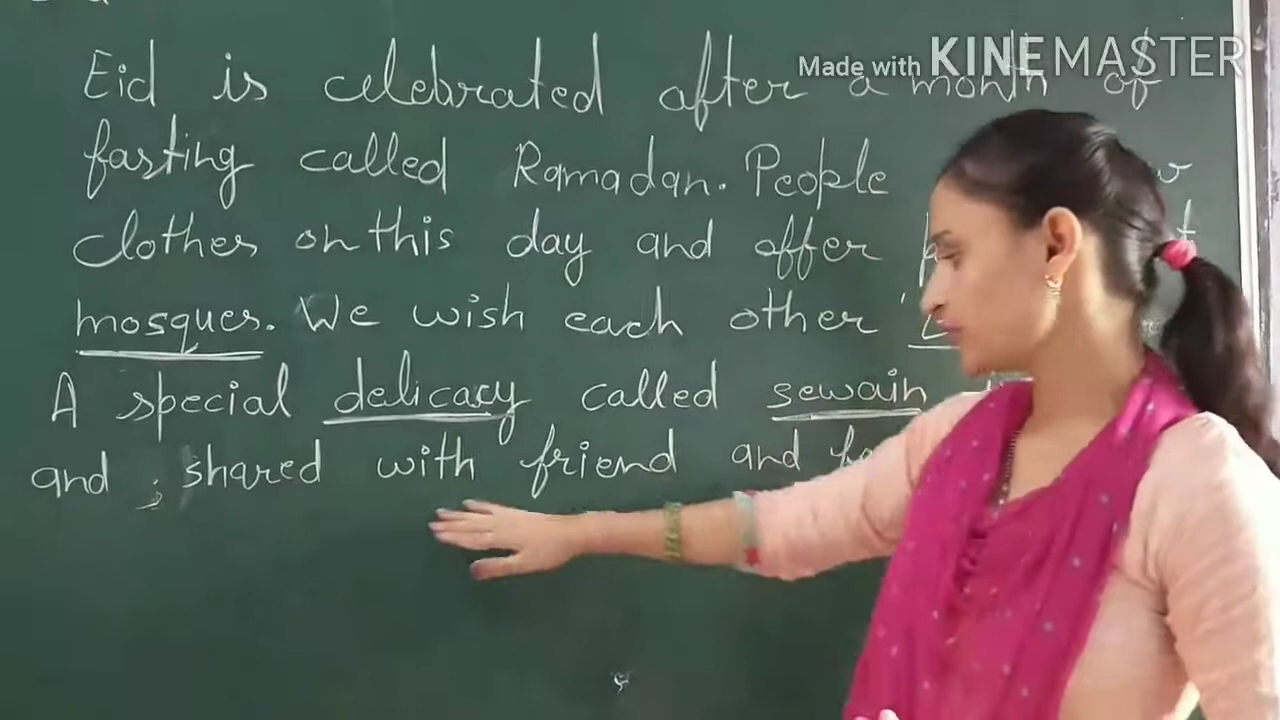 Made with KINEMASTER
Eid is celebrated after a month of
fasting called Ramadan. People
clothes on this day and offer
mosques. We wish each other
A special delicacy called sewain
and shared with friend and